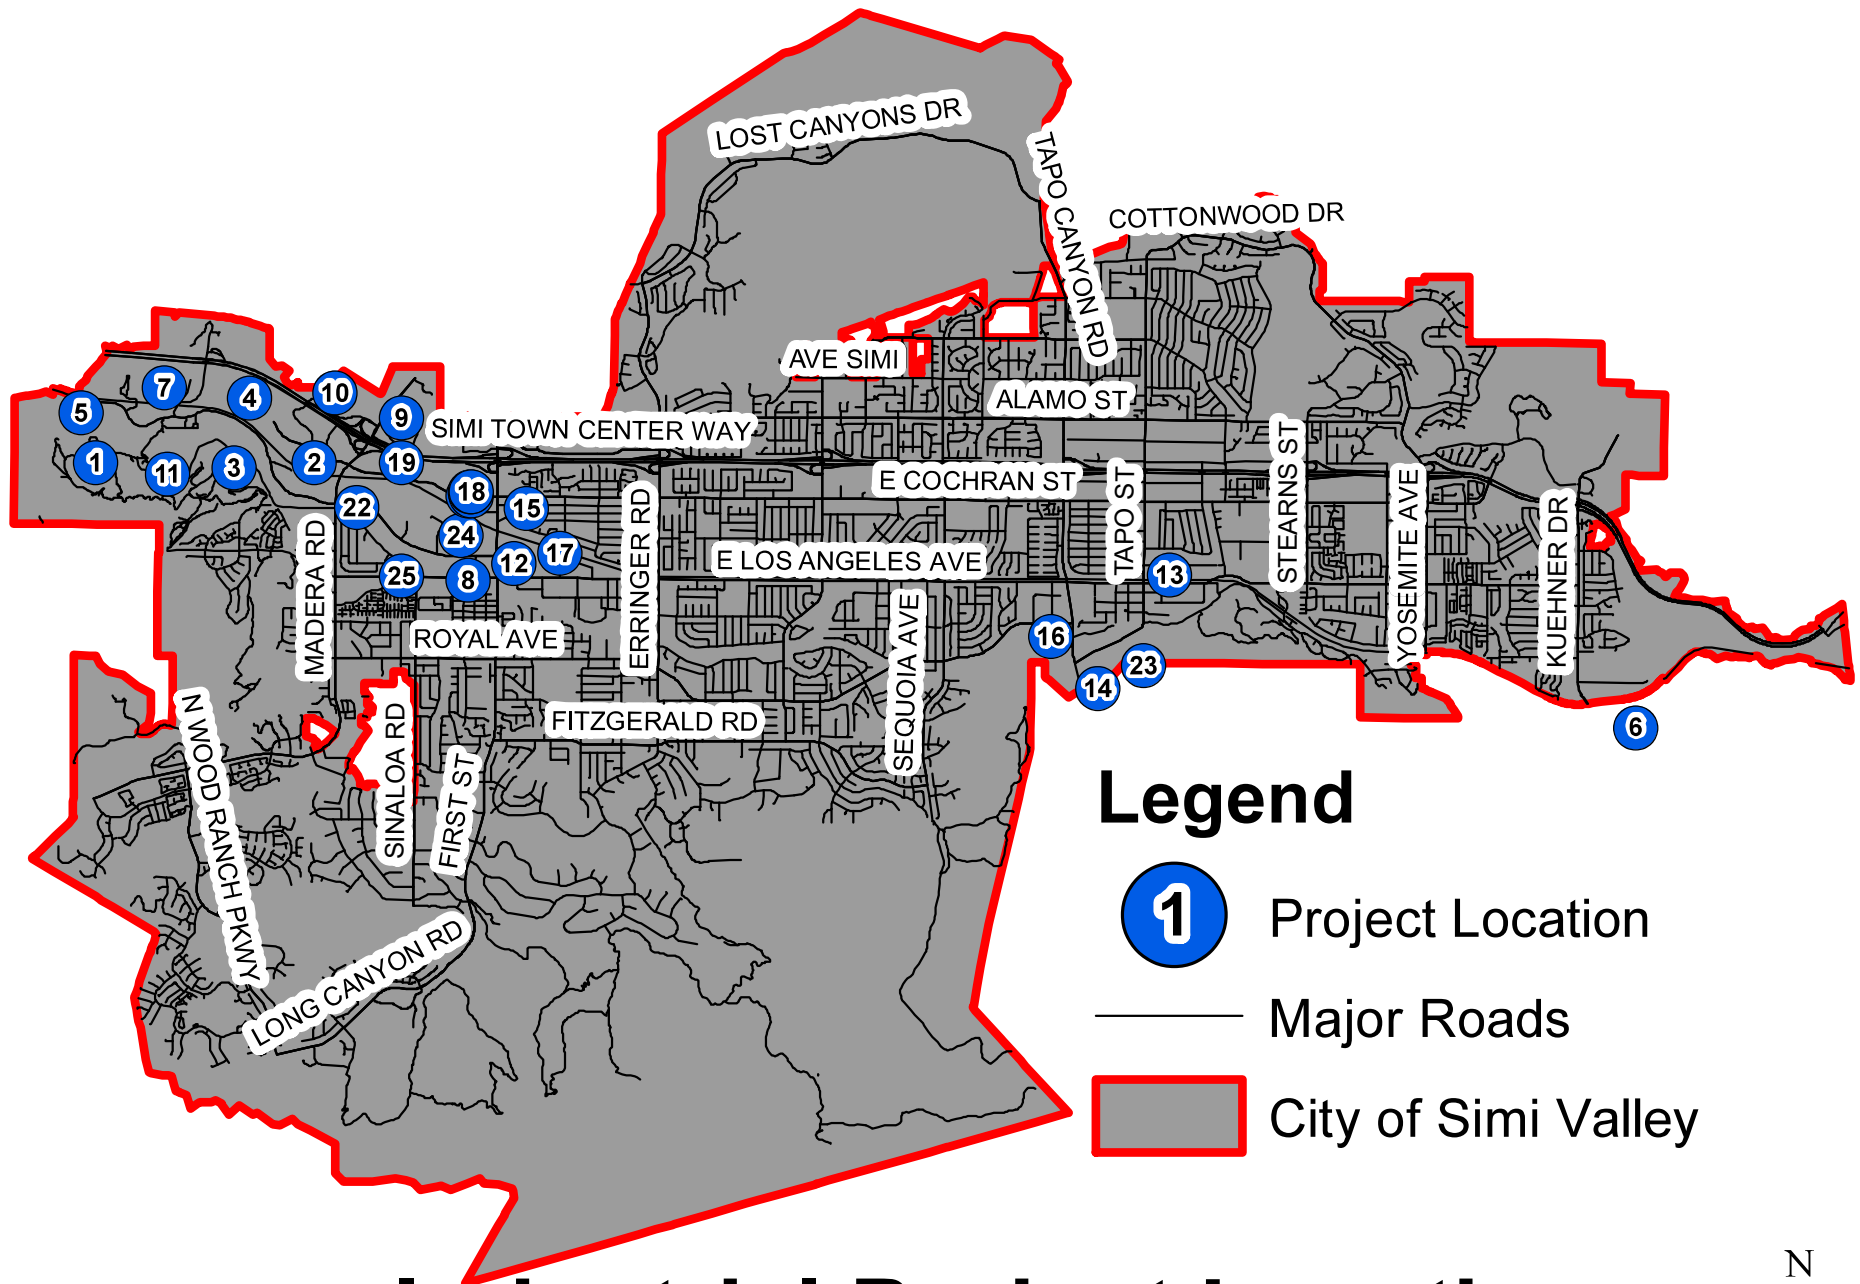 LOST CANYONS DR
TAPO CANYON RD
COTTONWOOD DR
AVE SIMI
ALAMO ST
7
4
10
5
9
SIMI TOWN CENTER WAY
1
11
3
2
19
E COCHRAN ST
TAPO ST
STEARNS ST
YOSEMITE AVE
KUEHNER DR
22
18
15
24
ERRINGER RD
MADERA RD
12
17
E LOS ANGELES AVE
25
8
13
ROYAL AVE
SEQUOIA AVE
16
23
14
6
N WOOD RANCH PKWY
SINALOA RD
FIRST ST
FITZGERALD RD
LONG CANYON RD
Legend
1 Project Location
Major Roads
City of Simi Valley
N